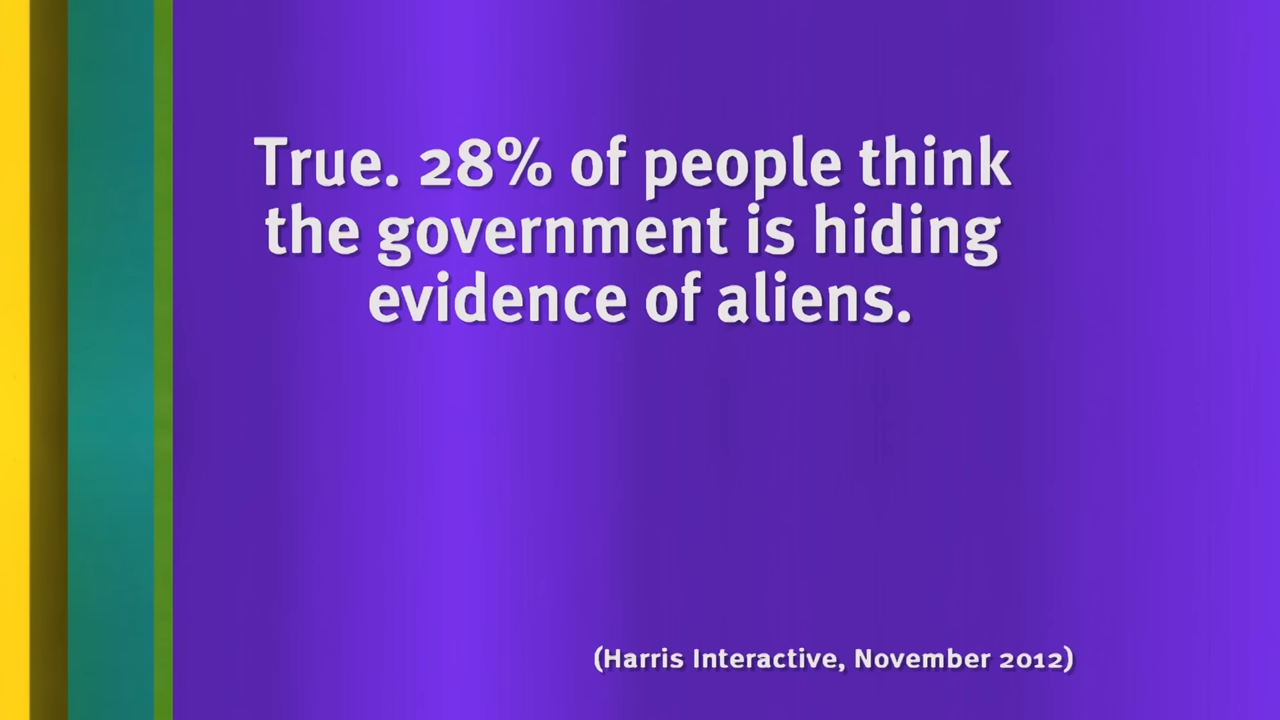 True. 28% of people think
the government is hiding
evidence of aliens.
(Harris Interactive, November 2012)